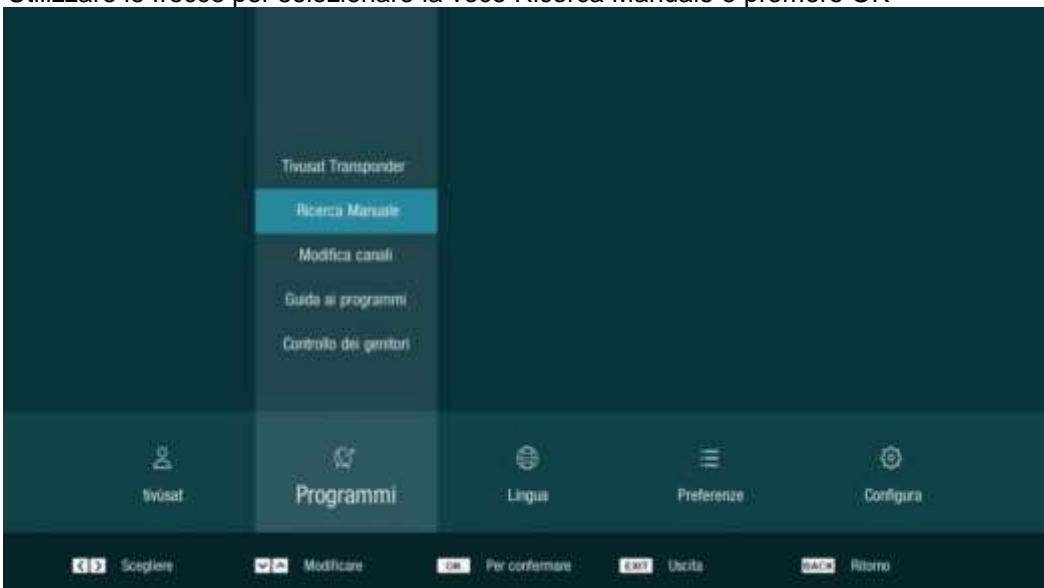 Utilizzare le frecce per selezionare la voce Ricerca Manuale e premere OK
Tivusat Transponder
Ricerca Manuale
Modifica canali
Guida ai programmi
Controllo dei genitori
tivùsat
Programmi
Lingua
Preferenze
Configura
Scegliere
Modificare
OK Per confermare
EXIT Uscita
BACK Ritorno